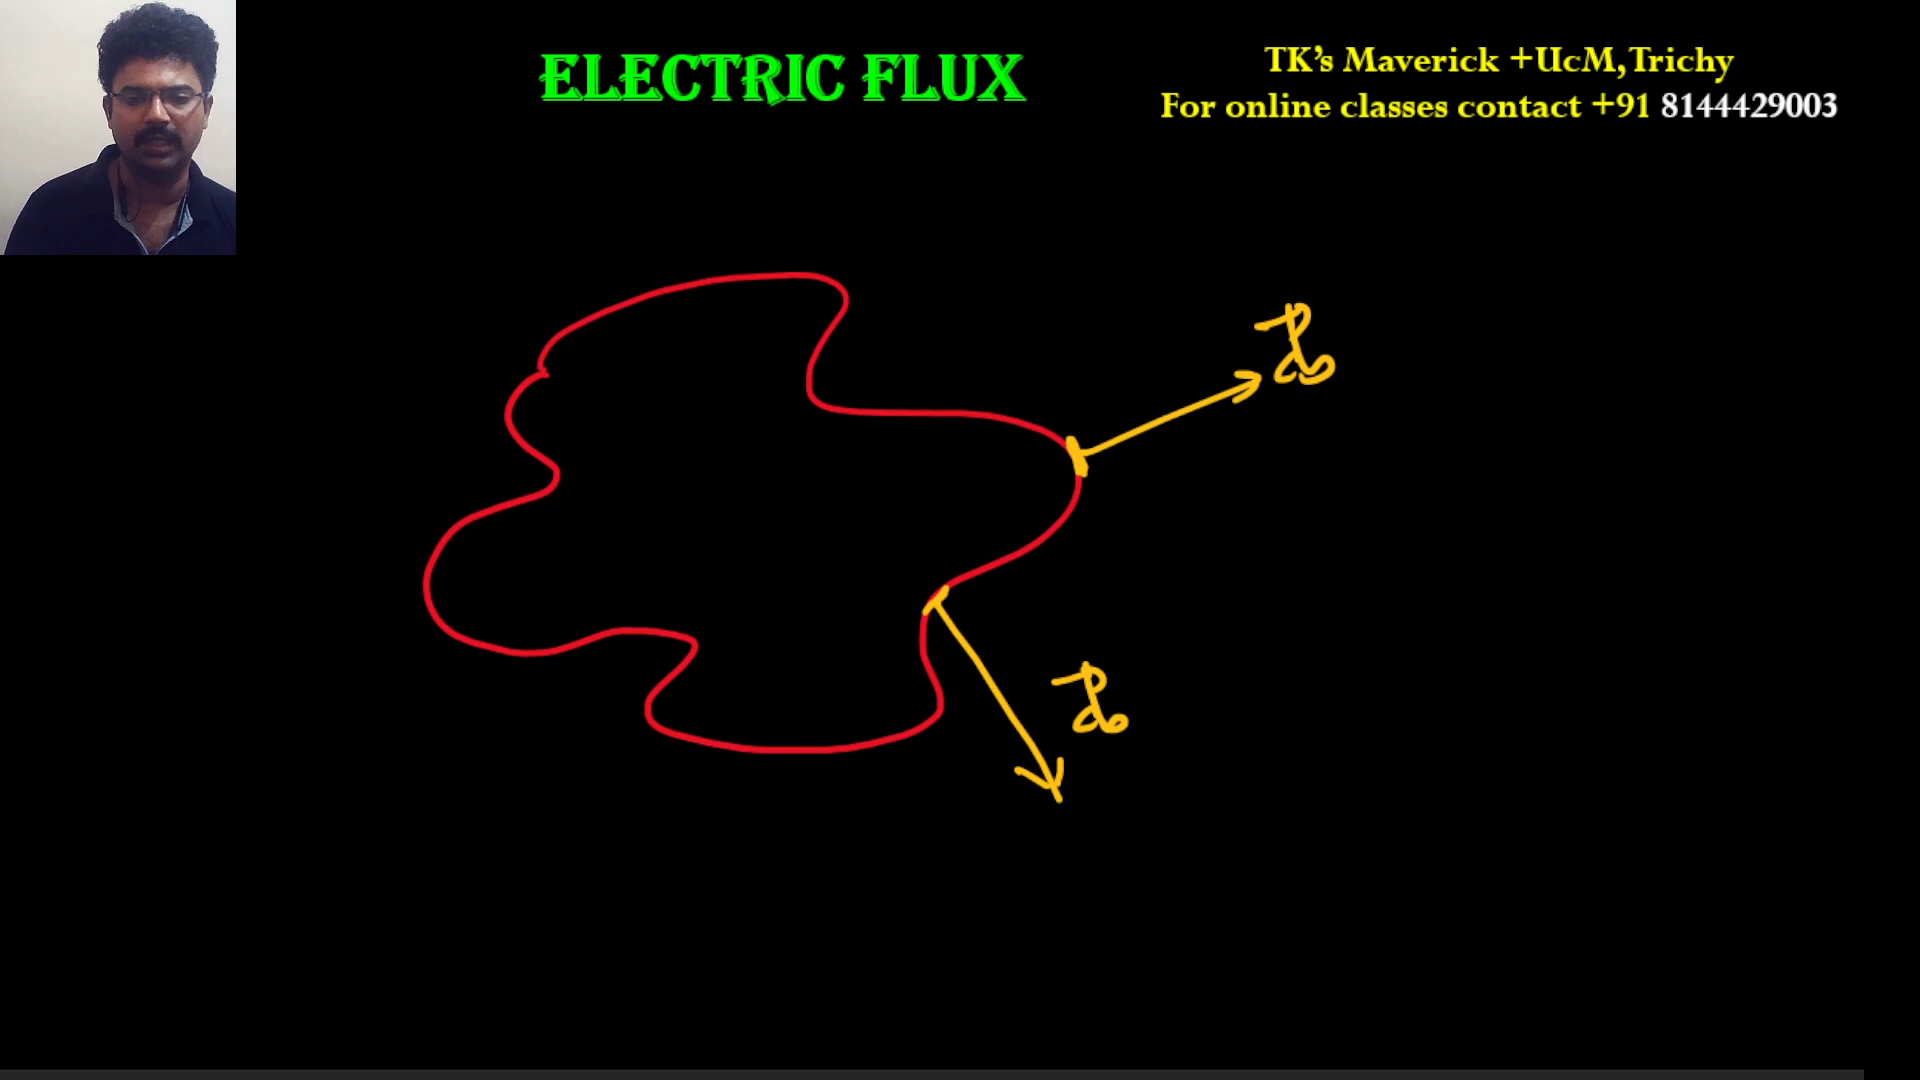 ELECTRIC FLUX
TK's Maverick +UcM,Trichy
For online classes contact +91 8144429003